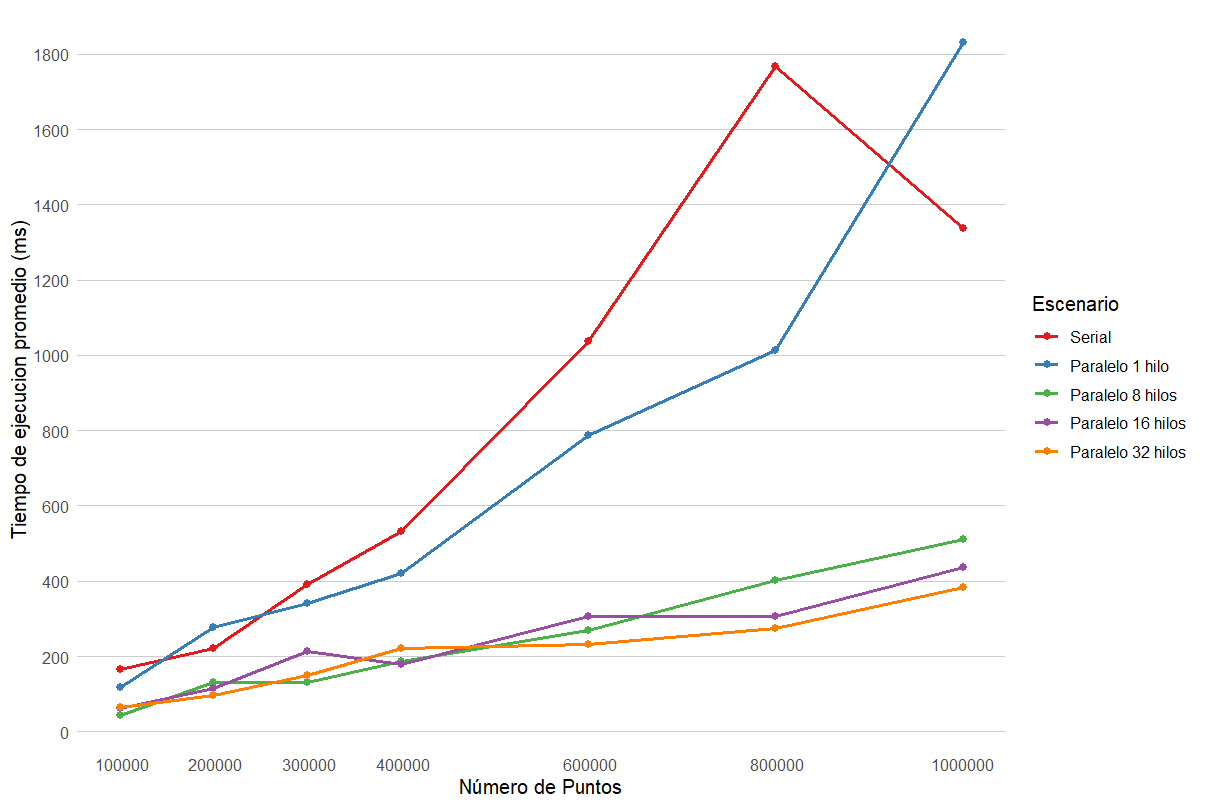 1800
1600
1400
1200
1000
800
600
400
200
0
Tiempo de ejecucion promedio (ms)
100000 200000 300000 400000 600000 800000 1000000
Número de Puntos
Escenario
Serial
Paralelo 1 hilo
Paralelo 8 hilos
Paralelo 16 hilos
Paralelo 32 hilos